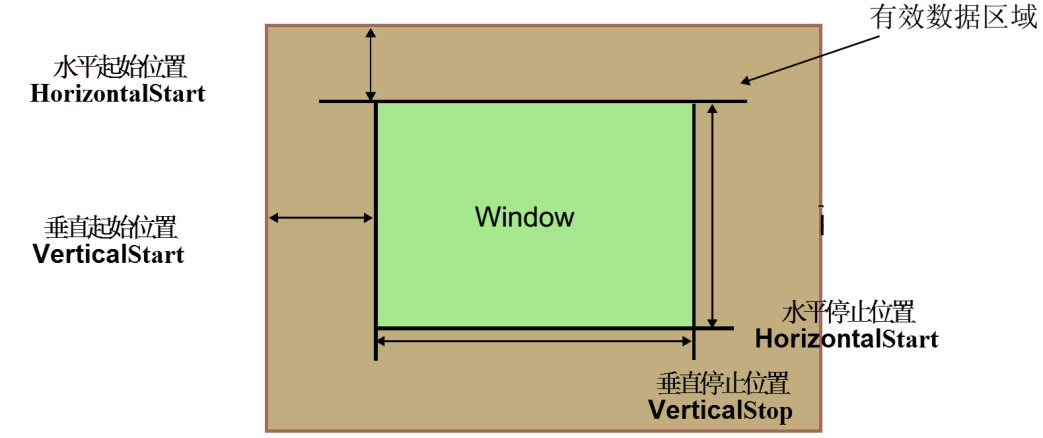 有效数据区域
水平起始位置
HorizontalStart
Window
垂直起始位置
VerticalStart
水平停止位置
HorizontalStart
垂直停止位置
VerticalStop